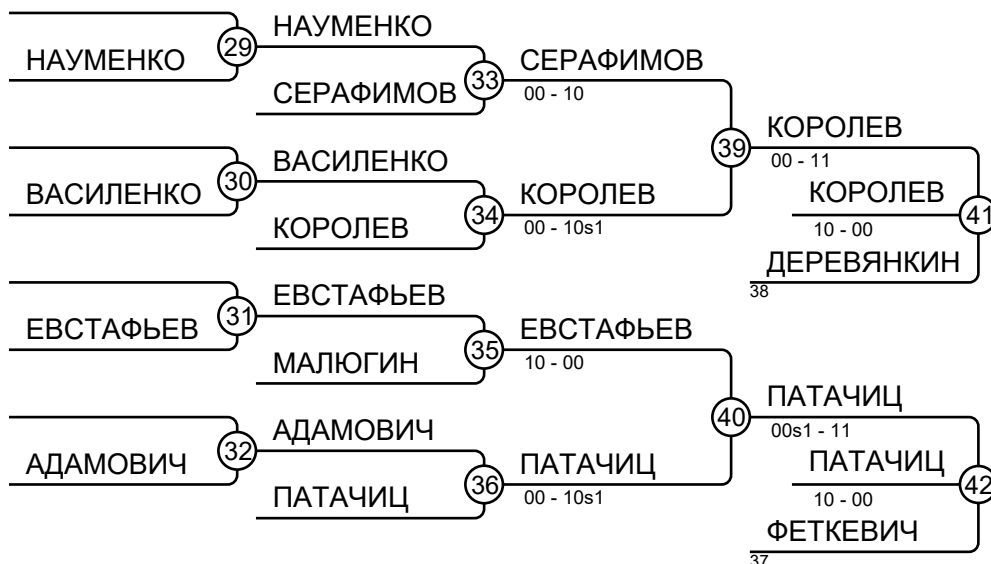 НАУМЕНКО
29
НАУМЕНКО
СЕРАФИМОВ
33
СЕРАФИМОВ
00 - 10
ВАСИЛЕНКО
30
ВАСИЛЕНКО
КОРОЛЕВ
34
КОРОЛЕВ
00 - 10s1
39
КОРОЛЕВ
00 - 11
КОРОЛЕВ
10 - 00
41
ДЕРЕВЯНКИН
38
ЕВСТАФЬЕВ
31
ЕВСТАФЬЕВ
МАЛЮГИН
35
ЕВСТАФЬЕВ
10 - 00
АДАМОВИЧ
32
АДАМОВИЧ
ПАТАЧИЦ
36
ПАТАЧИЦ
00 - 10s1
40
ПАТАЧИЦ
00s1 - 11
ПАТАЧИЦ
10 - 00
42
ФЕТКЕВИЧ
37